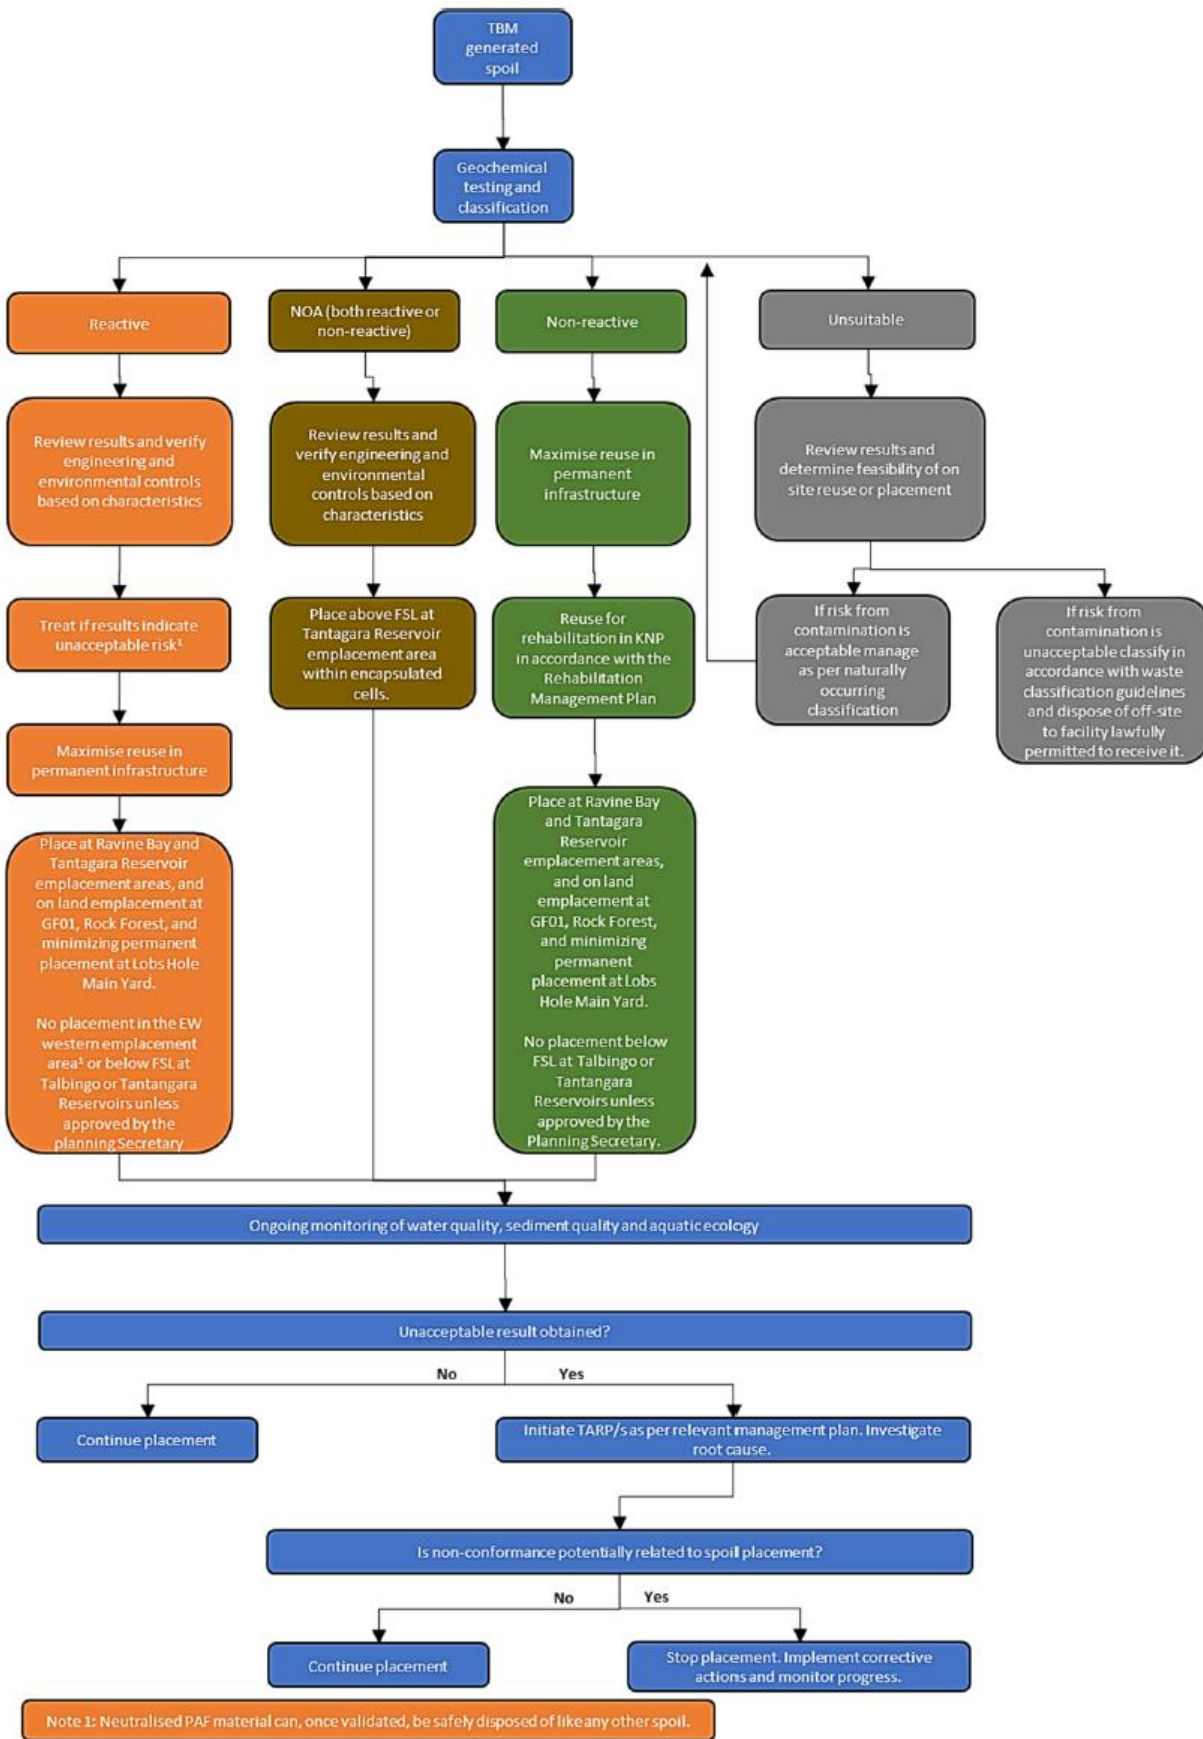 TBM
generated
spoil
Geochemical
testing and
classification
Reactive
NOA (both reactive or
non-reactive)
Non-reactive
Unsuitable
Review results and verify
engineering and
environmental controls
based on characteristics
Review results and
verify engineering and
environmental
controls based on
characteristics
Maximise reuse in
permanent
infrastructure
Review results and
determine feasibility of on
site reuse or placement
Treat if results indicate
unacceptable risk¹
Place above FSL at
Tantagara Reservoir
emplacement area
within encapsulated
cells.
Reuse for
rehabilitation in KNP
in accordance with the
Rehabilitation
Management Plan
If risk from
contamination is
acceptable manage
as per naturally
occurring
classification
If risk from
contamination is
unacceptable classify in
accordance with waste
classification guidelines
and dispose of off-site
to facility lawfully
permitted to receive it.
Maximise reuse in
permanent infrastructure
Place at Ravine Bay and
Tantagara Reservoir
emplacement areas, and
on land emplacement at
GF01, Rock Forest, and
minimizing permanent
placement at Lobs Hole
Main Yard.
No placement in the EW
western emplacement
area¹ or below FSL at
Talbingo or Tantangara
Reservoirs unless
approved by the
planning Secretary
Place at Ravine Bay
and Tantagara
Reservoir
emplacement areas,
and on land
emplacement at
GF01, Rock Forest,
and minimizing
permanent
placement at Lobs
Hole Main Yard.
No placement below
FSL at Talbingo or
Tantangara
Reservoirs unless
approved by the
Planning Secretary.
Ongoing monitoring of water quality, sediment quality and aquatic ecology
Unacceptable result obtained?
No
Yes
Continue placement
Initiate TARP/s as per relevant management plan. Investigate
root cause.
Is non-conformance potentially related to spoil placement?
No
Yes
Continue placement
Stop placement. Implement corrective
actions and monitor progress.
Note 1: Neutralised PAF material can, once validated, be safely disposed of like any other spoil.